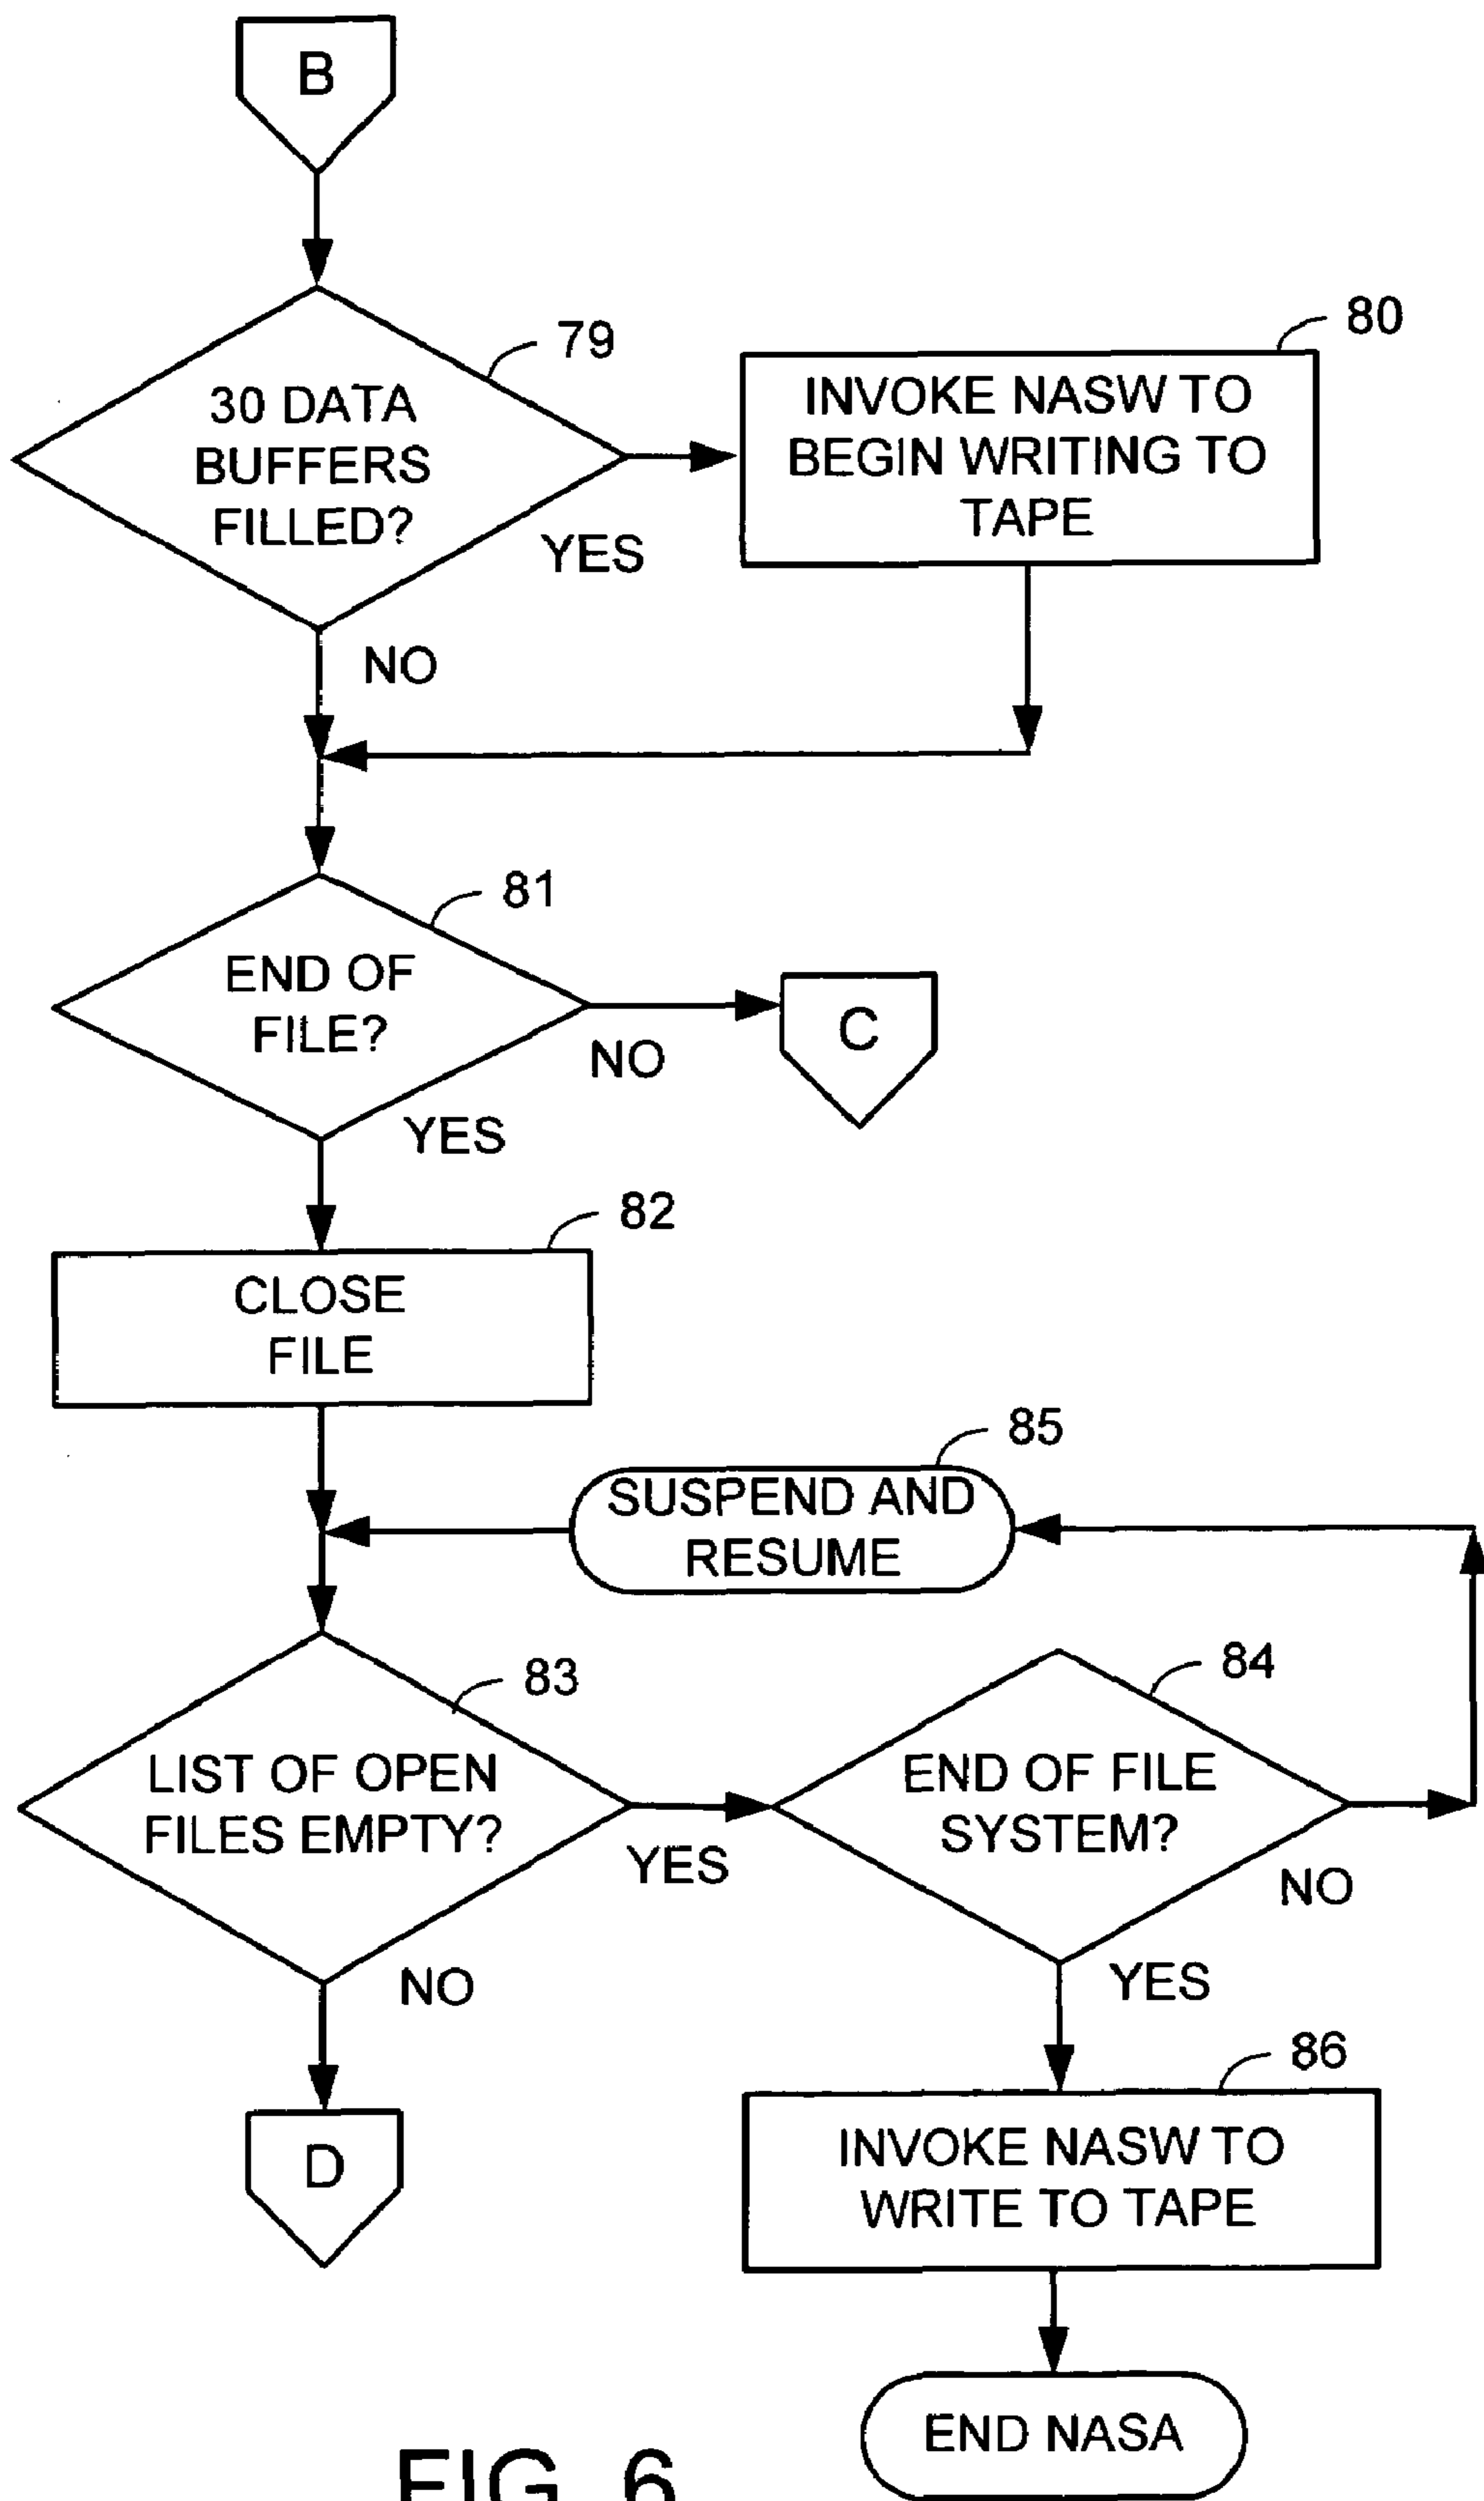 B
79
30 DATA
BUFFERS
FILLED?
YES
NO
80
INVOKE NASW TO
BEGIN WRITING TO
TAPE
81
END OF
FILE?
NO
YES
C
82
CLOSE
FILE
85
SUSPEND AND
RESUME
83
LIST OF OPEN
FILES EMPTY?
YES
NO
84
END OF FILE
SYSTEM?
NO
YES
D
86
INVOKE NASW TO
WRITE TO TAPE
END NASA
FIG. 6